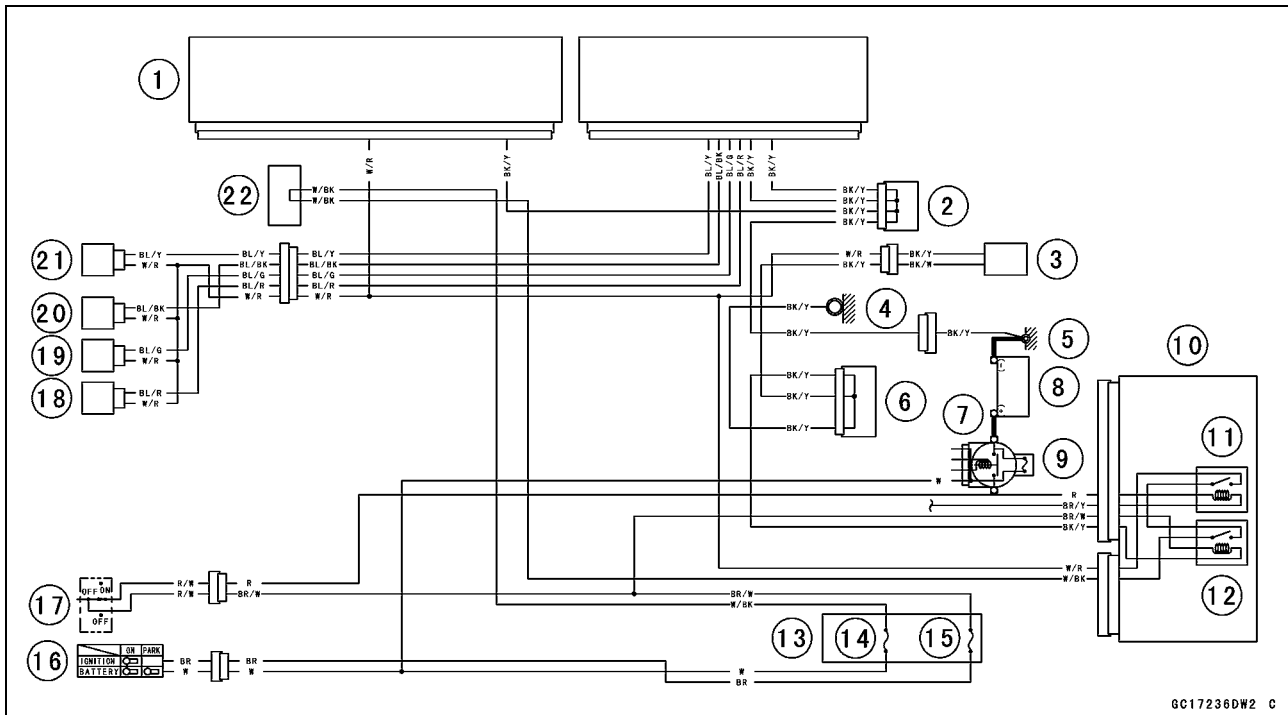 1
W/R
BK/Y
BL/Y
BL/BK
BL/G
BL/R
BK/Y
BK/Y
22
W/BK
W/BK
BK/Y
BK/Y
BK/Y
BK/Y
2
21
BL/Y
W/R
BL/Y
BL/BK
BL/G
BL/R
W/R
BL/Y
BL/BK
BL/G
BL/R
W/R
W/R
BK/Y
BK/Y
BK/W
3
20
BL/BK
W/R
BK/Y
4
19
BL/G
W/R
BK/Y
BK/Y
5
18
BL/R
W/R
BK/Y
BK/Y
BK/Y
6
(-)
(+)
8
7
9
10
11
12
W
R
BR/Y
BR/W
BK/Y
W/R
W/BK
17
OFF ON
OFF
R/W
R/W
R
BR/W
BR/W
W/BK
13
14
15
16
ON PARK
IGNITION
BATTERY
BR
W
BR
W
W
BR
GC17236DW2 C